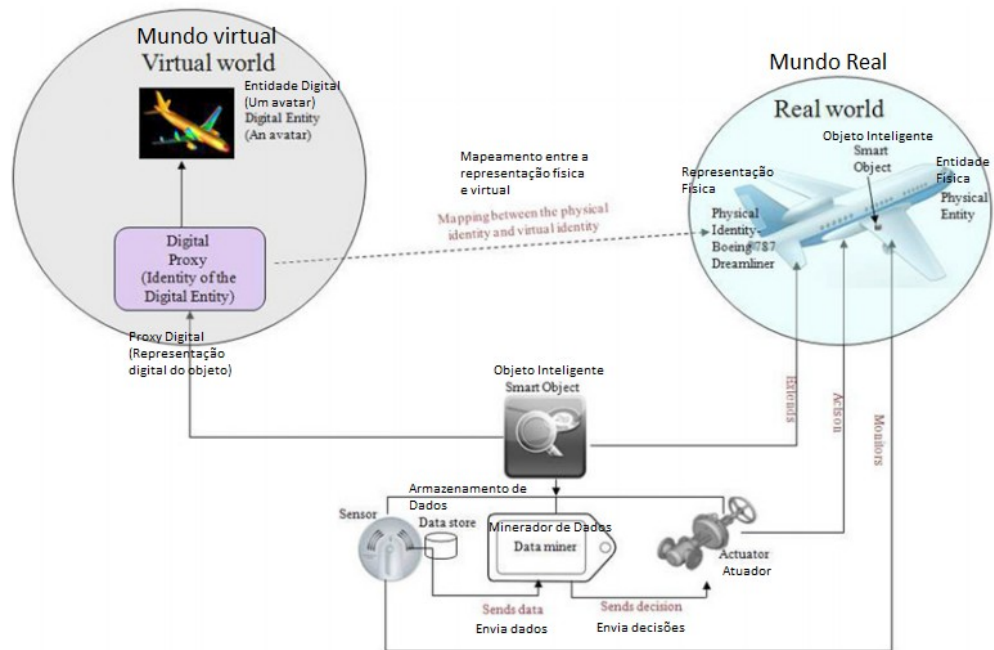 Mundo virtual
Virtual world
Entidade Digital
(Um avatar)
Digital Entity
(An avatar)
Mundo Real
Real world
Objeto Inteligente
Smart
Object
Representação
Física
Entidade
Física
Physical
Entity
Physical
Identity
Boeing 787
Dreamliner
Mapeamento entre a
representação física
e virtual
Mapping between the physical
identity and virtual identity
Digital
Proxy
(Identity of the
Digital Entity)
Proxy Digital
(Representação
digital do objeto)
Objeto Inteligente
Smart Object
Extends
Action
Monitors
Armazenamento de
Dados
Sensor
Data store
Minerador de Dados
Data miner
Actuator
Atuador
Sends data
Envia dados
Sends decision
Envia decisões